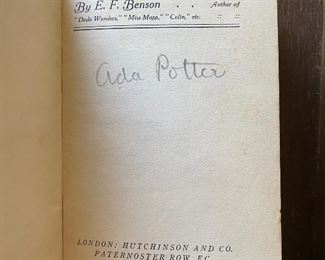 By E. F. Benson . . Author of
"Dodo Wonders," "Miss Mapp," "Colin," etc. :: ::
Ada Potter
LONDON: HUTCHINSON AND CO.
PATERNOSTER ROW, E.C.